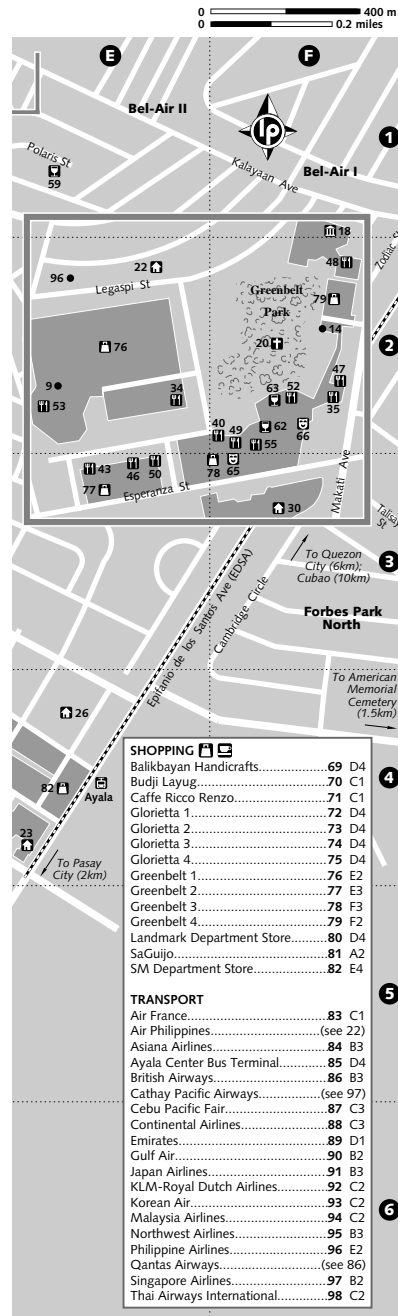 0 400 m
0 0.2 miles
E
F
Bel-Air II
lp
1
Polaris St
59
Kalayaan Ave
Bel-Air I
18
Zodiac St
48
22
96
Legaspi St
Greenbelt
Park
79
14
76
20
2
47
9
34
63
52
53
35
40
49
62
66
55
43
46
50
78
65
77
Esperanza St
Makati Ave
30
Talisay St
3
To Quezon
City (6km);
Cubao (10km)
Epifanio de los Santos Ave (EDSA)
Cambridge Circle
Forbes Park
North
To American
Memorial
Cemetery
(1.5km)
26
82
Ayala
4
23
To Pasay
City (2km)
SHOPPING
Balikbayan Handicrafts....................69 D4
Budji Layug....................70 C1
Caffe Ricco Renzo....................71 C1
Glorietta 1....................72 D4
Glorietta 2....................73 D4
Glorietta 3....................74 D4
Glorietta 4....................75 D4
Greenbelt 1....................76 E2
Greenbelt 2....................77 E3
Greenbelt 3....................78 F3
Greenbelt 4....................79 F2
Landmark Department Store..........80 D4
SaGuijo....................81 A2
SM Department Store....................82 E4
5
TRANSPORT
Air France....................83 C1
Air Philippines....................(see 22)
Asiana Airlines....................84 B3
Ayala Center Bus Terminal..............85 D4
British Airways....................86 B3
Cathay Pacific Airways..............(see 97)
Cebu Pacific Fair....................87 C3
Continental Airlines....................88 C3
Emirates....................89 D1
Gulf Air....................90 B2
Japan Airlines....................91 B3
KLM-Royal Dutch Airlines.............92 C2
Korean Air....................93 C2
Malaysia Airlines....................94 C2
Northwest Airlines....................95 B3
Philippine Airlines....................96 E2
Qantas Airways....................(see 86)
Singapore Airlines....................97 B2
Thai Airways International..............98 C2
6